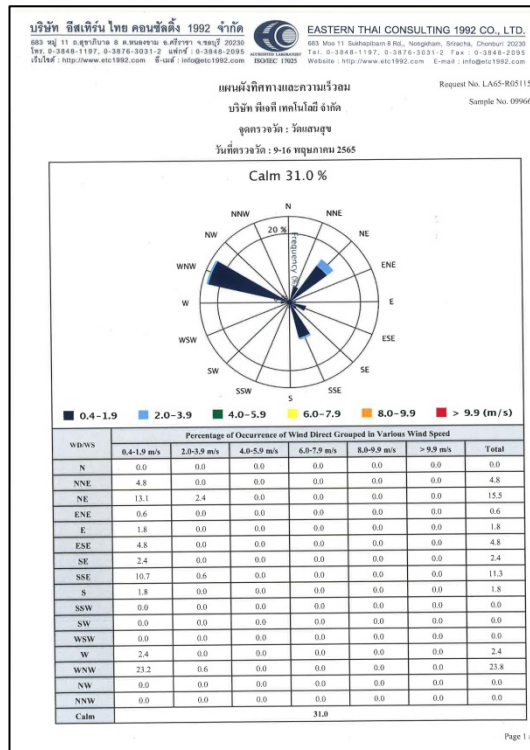 บริษัท อีสเทิร์น ไทย คอนซัลติ้ง 1992 จำกัด
683 หมู่ 11 ถ.สุขาภิบาล 8 ต.หนองขาม อ.ศรีราชา จ.ชลบุรี 20230
โทร. 0-3848-1197, 0-3876-3031-2 แฟกซ์ : 0-3848-2095
เว็บไซต์ : http://www.etc1992.com อี-เมล์ : info@etc1992.com
ACCREDITED LABORATORY
ISO/IEC 17025
EASTERN THAI CONSULTING 1992 CO., LTD.
683 Moo 11 Sukhapibarn 8 Rd., Nongkham, Sriracha, Chonburi 20230
Tel. 0-3848-1197, 0-3876-3031-2 Fax : 0-3848-2095
Website : http://www.etc1992.com E-mail : info@etc1992.com
แผนผังทิศทางและความเร็วลม
Request No. LA65-R05115
บริษัท พีเจที เทคโนโลยี จำกัด
Sample No. 09966
จุดตรวจวัด : วัดแสนสุข
วันที่ตรวจวัด : 9-16 พฤษภาคม 2565
Calm 31.0 %
N
NNW
NNE
NW
20 %
NE
WNW
Frequency (%)
ENE
W
E
WSW
ESE
SW
SE
SSW
SSE
S
0.4-1.9 2.0-3.9 4.0-5.9 6.0-7.9 8.0-9.9 > 9.9 (m/s)
WD/WS Percentage of Occurrence of Wind Direct Grouped in Various Wind Speed
0.4-1.9 m/s 2.0-3.9 m/s 4.0-5.9 m/s 6.0-7.9 m/s 8.0-9.9 m/s > 9.9 m/s Total
N 0.0 0.0 0.0 0.0 0.0 0.0 0.0
NNE 4.8 0.0 0.0 0.0 0.0 0.0 4.8
NE 13.1 2.4 0.0 0.0 0.0 0.0 15.5
ENE 0.6 0.0 0.0 0.0 0.0 0.0 0.6
E 1.8 0.0 0.0 0.0 0.0 0.0 1.8
ESE 4.8 0.0 0.0 0.0 0.0 0.0 4.8
SE 2.4 0.0 0.0 0.0 0.0 0.0 2.4
SSE 10.7 0.6 0.0 0.0 0.0 0.0 11.3
S 1.8 0.0 0.0 0.0 0.0 0.0 1.8
SSW 0.0 0.0 0.0 0.0 0.0 0.0 0.0
SW 0.0 0.0 0.0 0.0 0.0 0.0 0.0
WSW 0.0 0.0 0.0 0.0 0.0 0.0 0.0
W 2.4 0.0 0.0 0.0 0.0 0.0 2.4
WNW 23.2 0.6 0.0 0.0 0.0 0.0 23.8
NW 0.0 0.0 0.0 0.0 0.0 0.0 0.0
NNW 0.0 0.0 0.0 0.0 0.0 0.0 0.0
Calm 31.0
Page 1